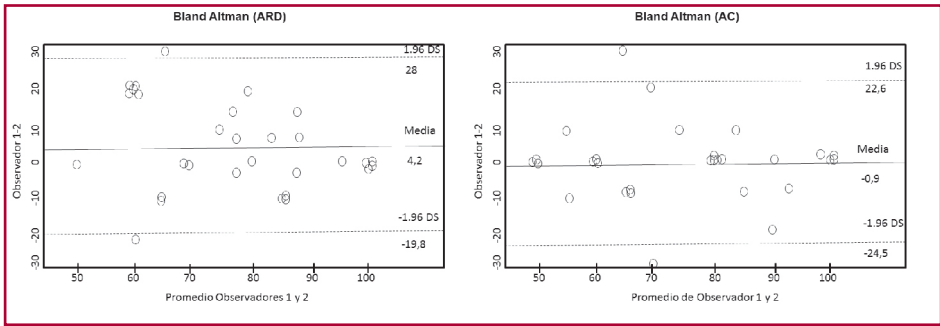 Bland Altman (ARD)
30
20
10
0
-10
-20
-30
Observador 1-2
1.96 DS
28
Media
4,2
-1.96 DS
-19,8
50
60
70
80
90
100
Promedio Observadores 1 y 2
Bland Altman (AC)
30
20
10
0
-10
-20
-30
Observador 1-2
1.96 DS
22,6
Media
-0,9
-1.96 DS
-24,5
50
60
70
80
90
100
Promedio de Observador 1 y 2